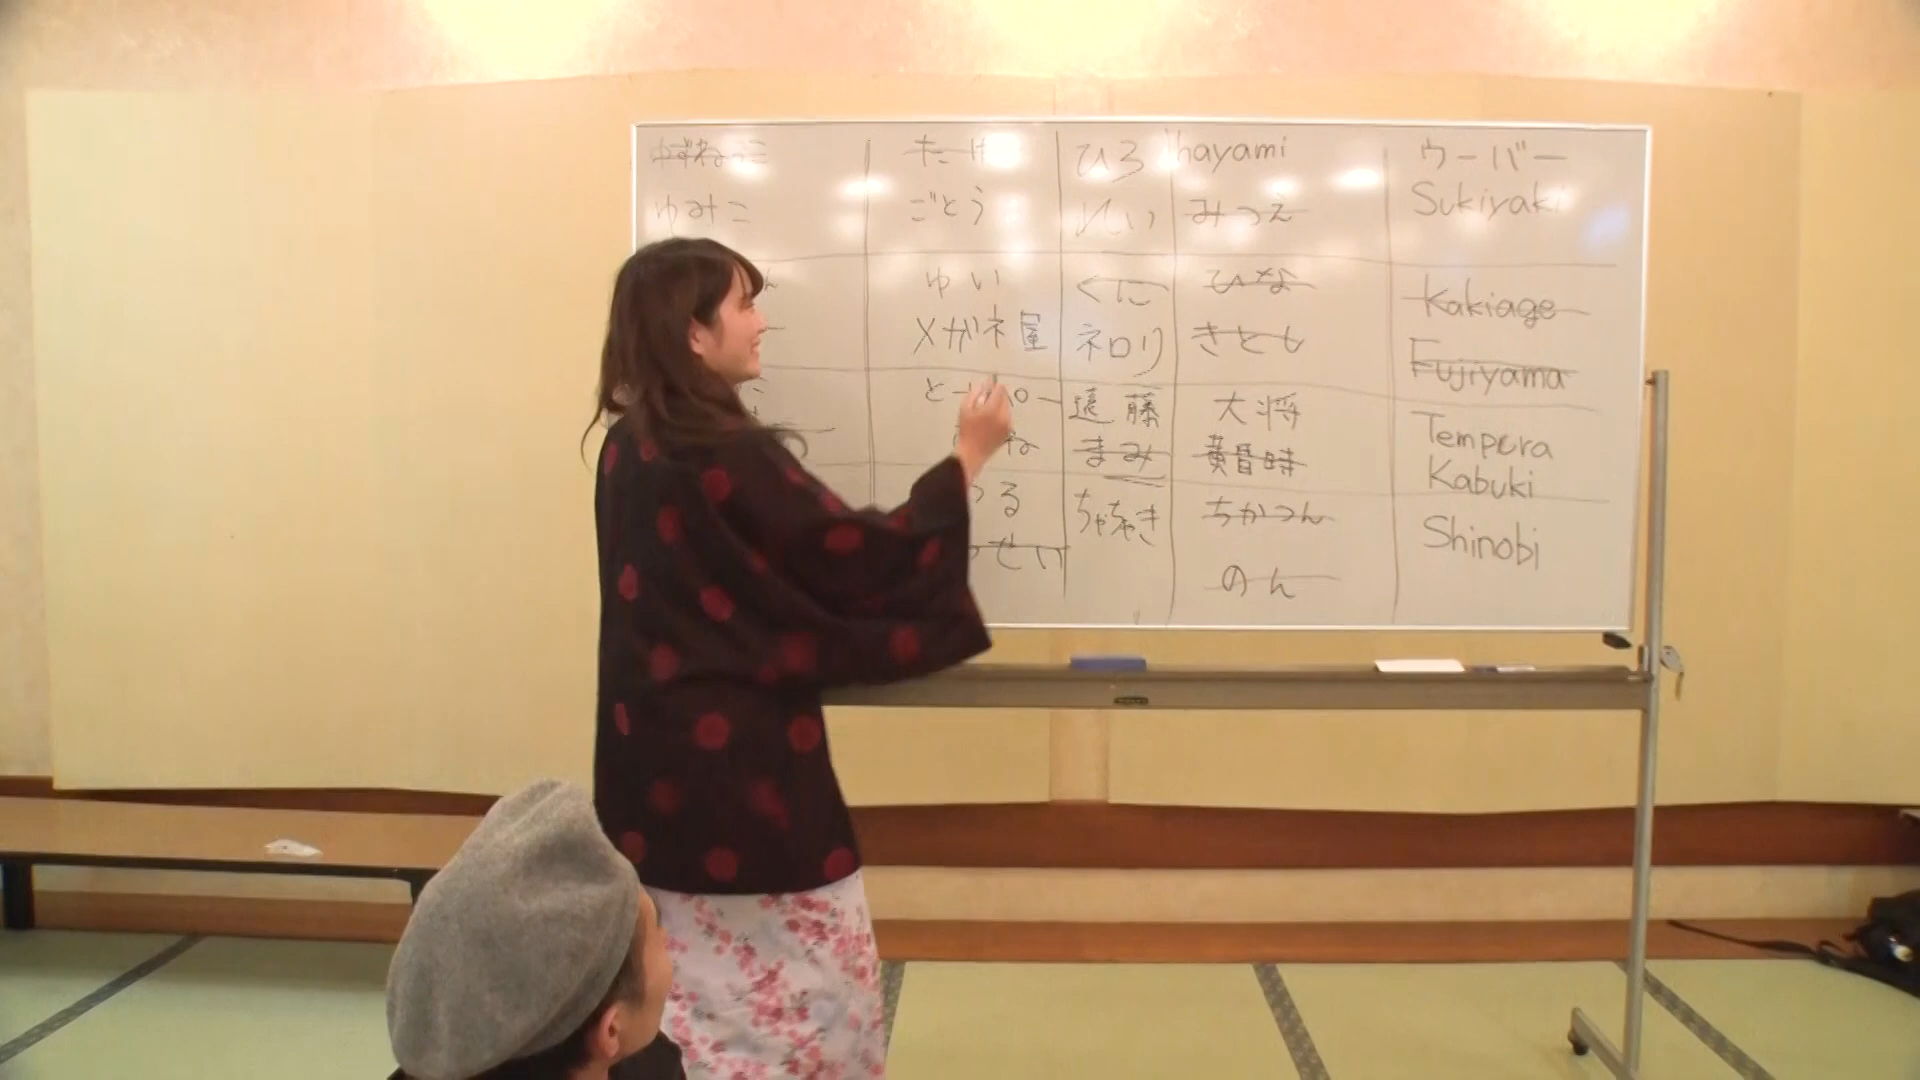 ゆずねっこ
ゆみこ
たけ
ごとう
ゆい
メガネ屋
ね
る
せい
ひろ
れい
くに
ネロリ
遠藤
まみ
ちゃちゃき
hayami
みつえ
ひな
さとし
大将
黄昏時
ちかつん
のん
ウーバー
Sukiyaki
Kakiage
Fujiyama
Tempura
Kabuki
Shinobi